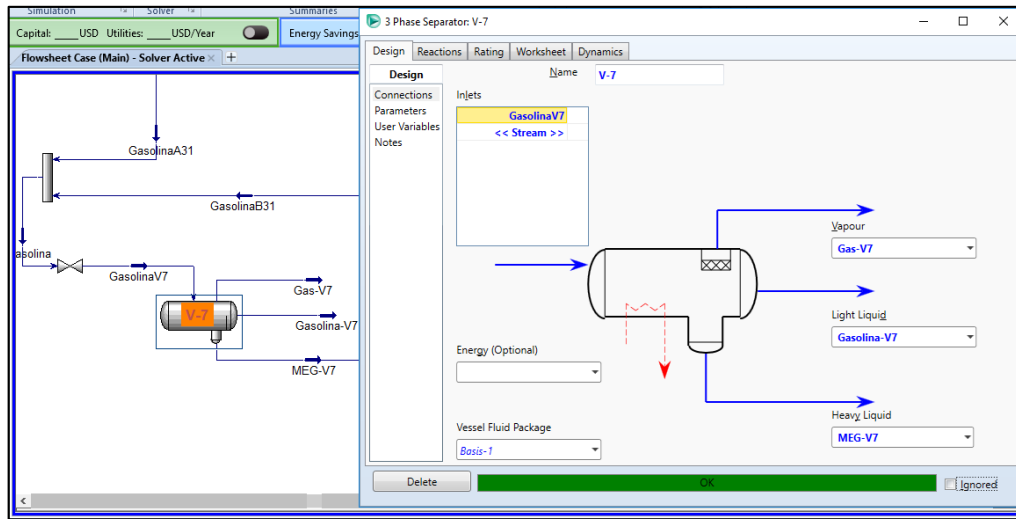 Simulation
Solver
Summaries
Capital: ____USD Utilities: ____USD/Year
Energy Savings
Flowsheet Case (Main) - Solver Active × +
GasolinaA31
GasolinaB31
asolina
GasolinaV7
V-7
Gas-V7
Gasolina-V7
MEG-V7
3 Phase Separator: V-7
Design Reactions Rating Worksheet Dynamics
Design
Connections
Parameters
User Variables
Notes
Name V-7
Inlets
GasolinaV7
<< Stream >>
Vapour
Gas-V7
Light Liquid
Gasolina-V7
Energy (Optional)
Heavy Liquid
MEG-V7
Vessel Fluid Package
Basis-1
Delete
OK
Ignored